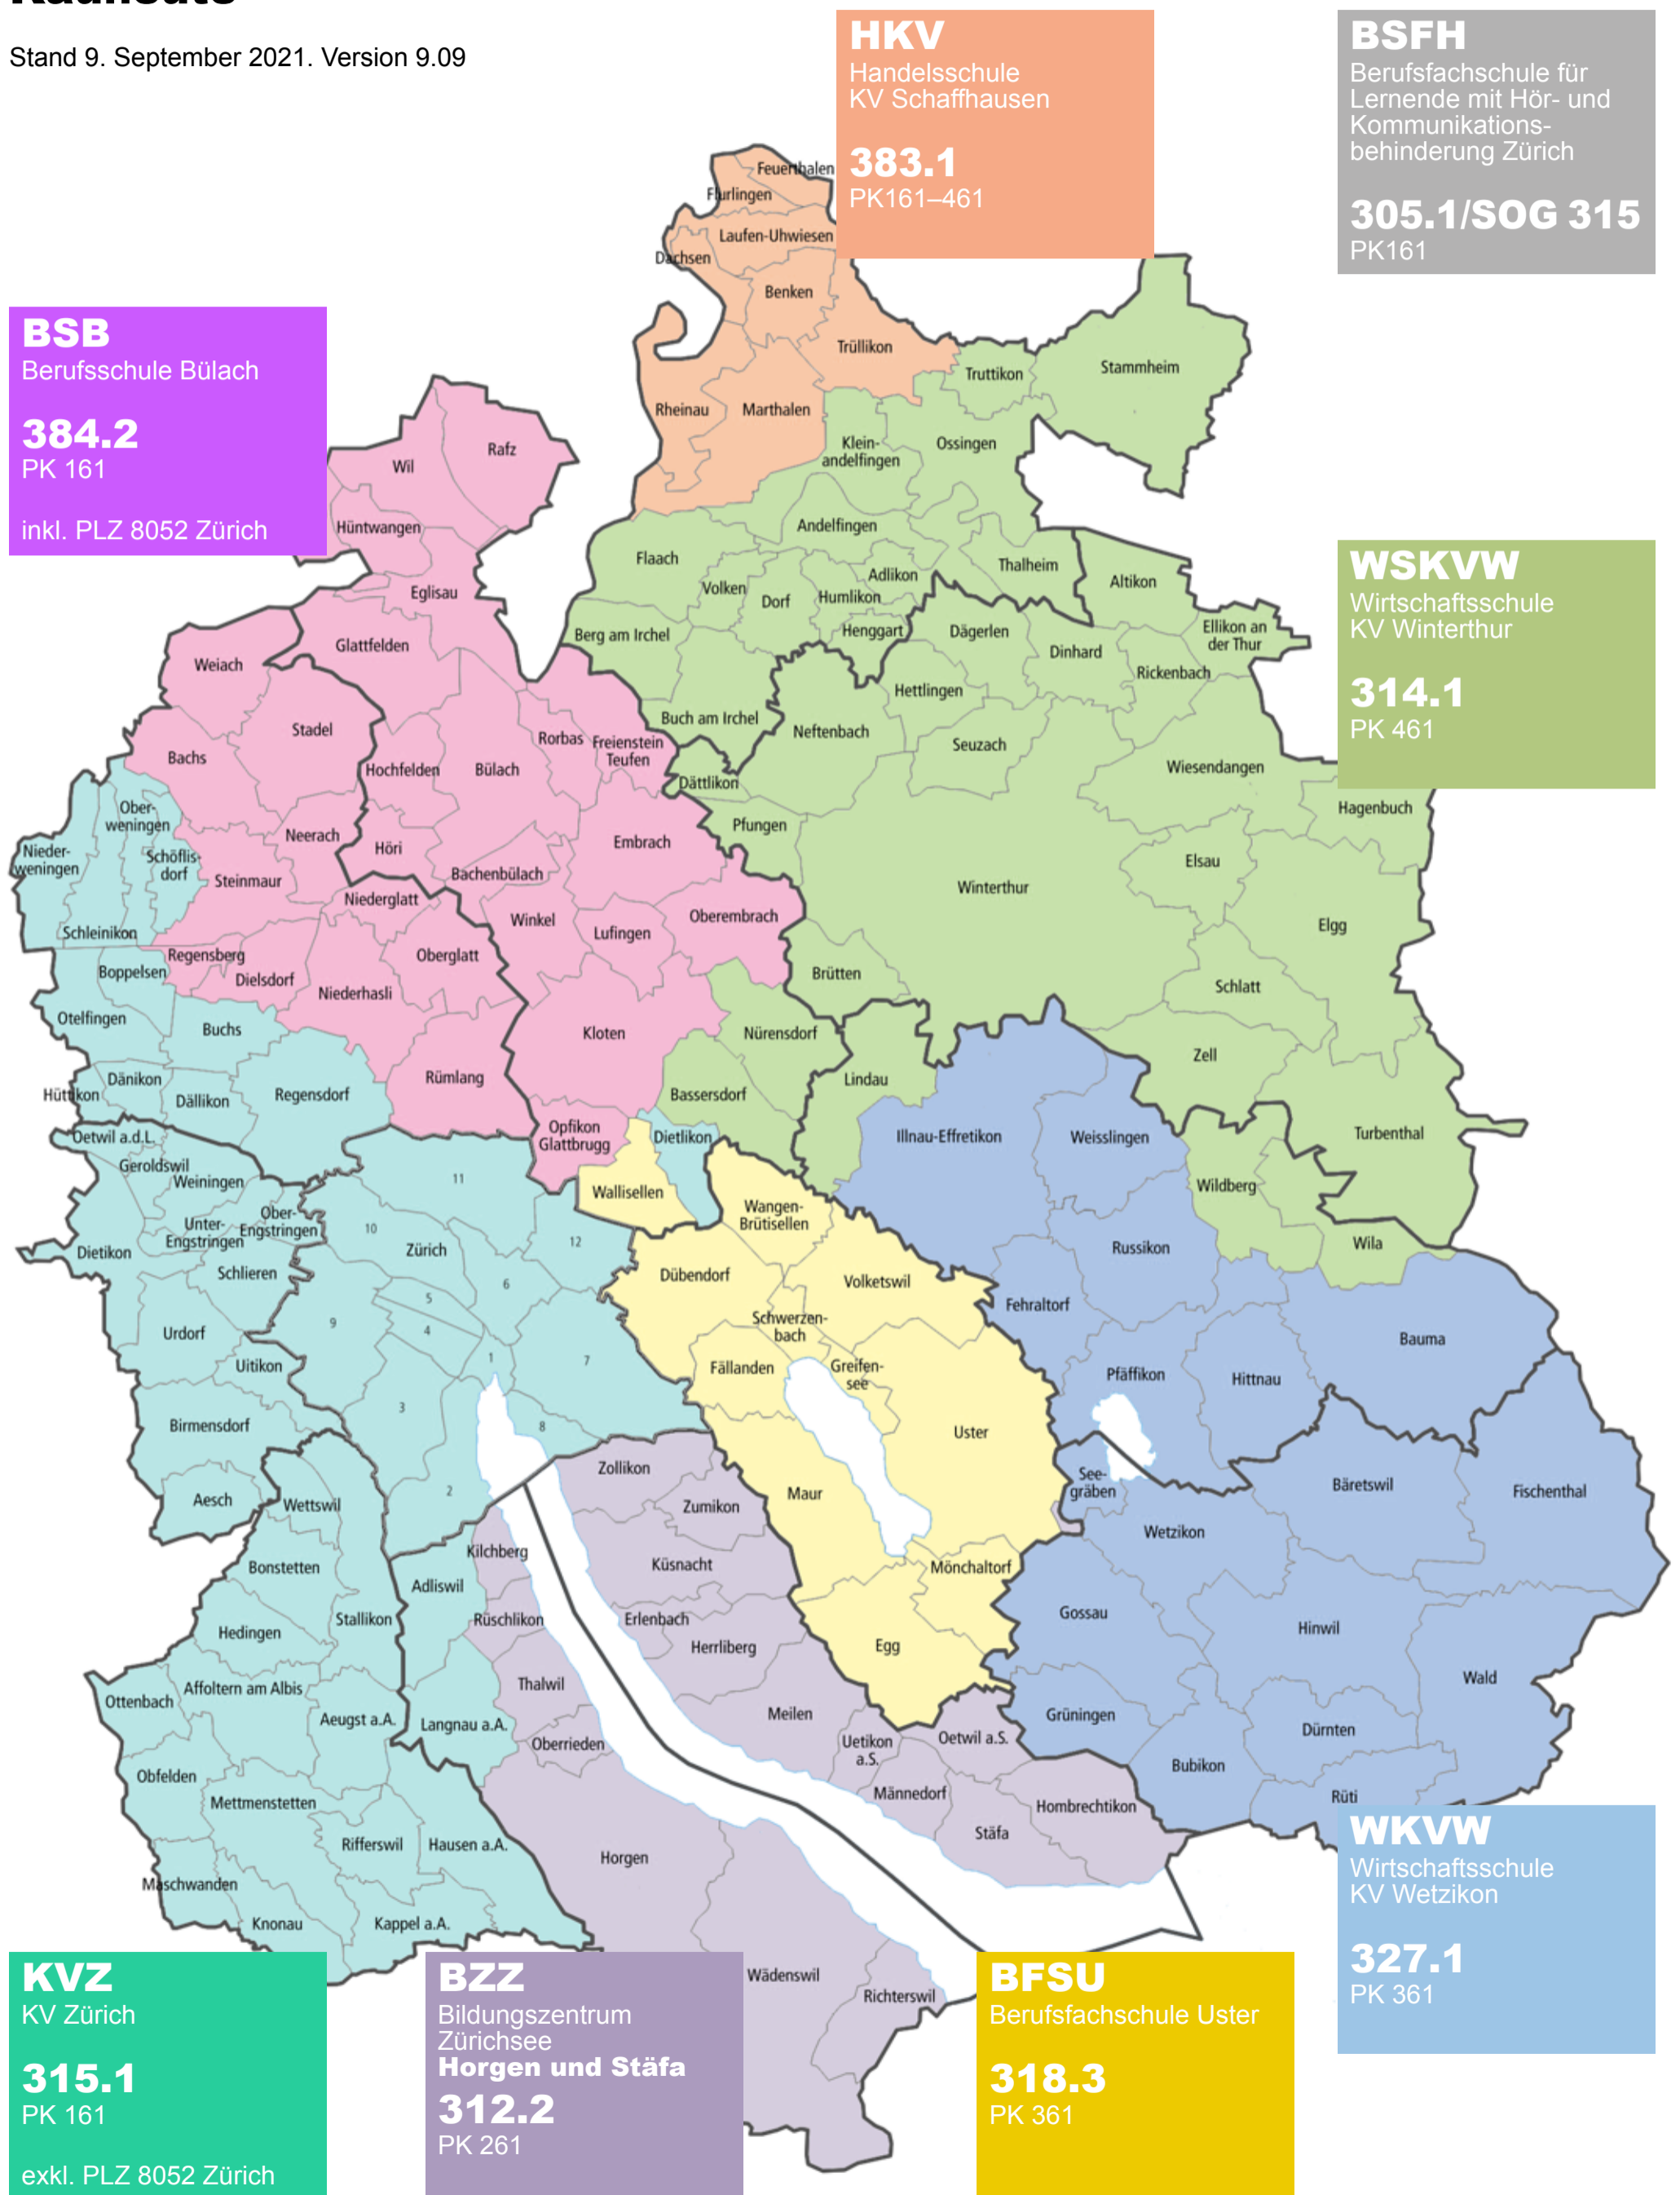 Kaufleute
Stand 9. September 2021. Version 9.09
HKV
Handelsschule
KV Schaffhausen
383.1
PK161–461
BSFH
Berufsfachschule für
Lernende mit Hör- und
Kommunikations-
behinderung Zürich
305.1/SOG 315
PK161
BSB
Berufsschule Bülach
384.2
PK 161
inkl. PLZ 8052 Zürich
WSKVW
Wirtschaftsschule
KV Winterthur
314.1
PK 461
Feuerthalen
Flurlingen
Laufen-Uhwiesen
Dachsen
Benken
Trüllikon
Rheinau
Marthalen
Truttikon
Stammheim
Klein-
andelfingen
Ossingen
Andelfingen
Flaach
Volken
Dorf
Adlikon
Humlikon
Henggart
Thalheim
Altikon
Ellikon an
der Thur
Berg am Irchel
Dägerlen
Dinhard
Rickenbach
Hettlingen
Buch am Irchel
Neftenbach
Seuzach
Wiesendangen
Dättlikon
Pfungen
Hagenbuch
Elsau
Winterthur
Elgg
Brütten
Schlatt
Nürensdorf
Zell
Lindau
Bassersdorf
Turbenthal
Wildberg
Wila
Wil
Rafz
Hüntwangen
Eglisau
Glattfelden
Weiach
Stadel
Bachs
Rorbas
Freienstein
Teufen
Hochfelden
Bülach
Neerach
Höri
Embrach
Bachenbülach
Steinmaur
Niederglatt
Winkel
Lufingen
Oberembrach
Regensberg
Dielsdorf
Oberglatt
Niederhasli
Kloten
Rümlang
Opfikon
Glattbrugg
Ober-
weningen
Nieder-
weningen
Schöflis-
dorf
Schleinikon
Boppelsen
Otelfingen
Buchs
Dänikon
Hüttikon
Dällikon
Regensdorf
Oetwil a.d.L.
Geroldswil
Weiningen
Unter-
Engstringen
Ober-
Engstringen
Dietikon
Schlieren
Urdorf
Uitikon
Birmensdorf
Aesch
Dietlikon
11
10
Zürich
12
6
5
4
9
1
7
3
8
2
Wettswil
Bonstetten
Adliswil
Stallikon
Hedingen
Affoltern am Albis
Ottenbach
Aeugst a.A.
Langnau a.A.
Obfelden
Mettmenstetten
Rifferswil
Hausen a.A.
Maschwanden
Knonau
Kappel a.A.
Wallisellen
Wangen-
Brütisellen
Dübendorf
Volketswil
Schwerzen-
bach
Fällanden
Greifen-
see
Uster
Maur
Mönchaltorf
Egg
Illnau-Effretikon
Weisslingen
Russikon
Fehraltorf
Bauma
Pfäffikon
Hittnau
See-
gräben
Bäretswil
Fischenthal
Wetzikon
Gossau
Hinwil
Wald
Grüningen
Dürnten
Bubikon
Rüti
Zollikon
Zumikon
Kilchberg
Küsnacht
Rüschlikon
Erlenbach
Herrliberg
Thalwil
Meilen
Oberrieden
Uetikon
a.S.
Oetwil a.S.
Männedorf
Hombrechtikon
Stäfa
Horgen
Wädenswil
Richterswil
WKVW
Wirtschaftsschule
KV Wetzikon
327.1
PK 361
KVZ
KV Zürich
315.1
PK 161
exkl. PLZ 8052 Zürich
BZZ
Bildungszentrum
Zürichsee
Horgen und Stäfa
312.2
PK 261
BFSU
Berufsfachschule Uster
318.3
PK 361